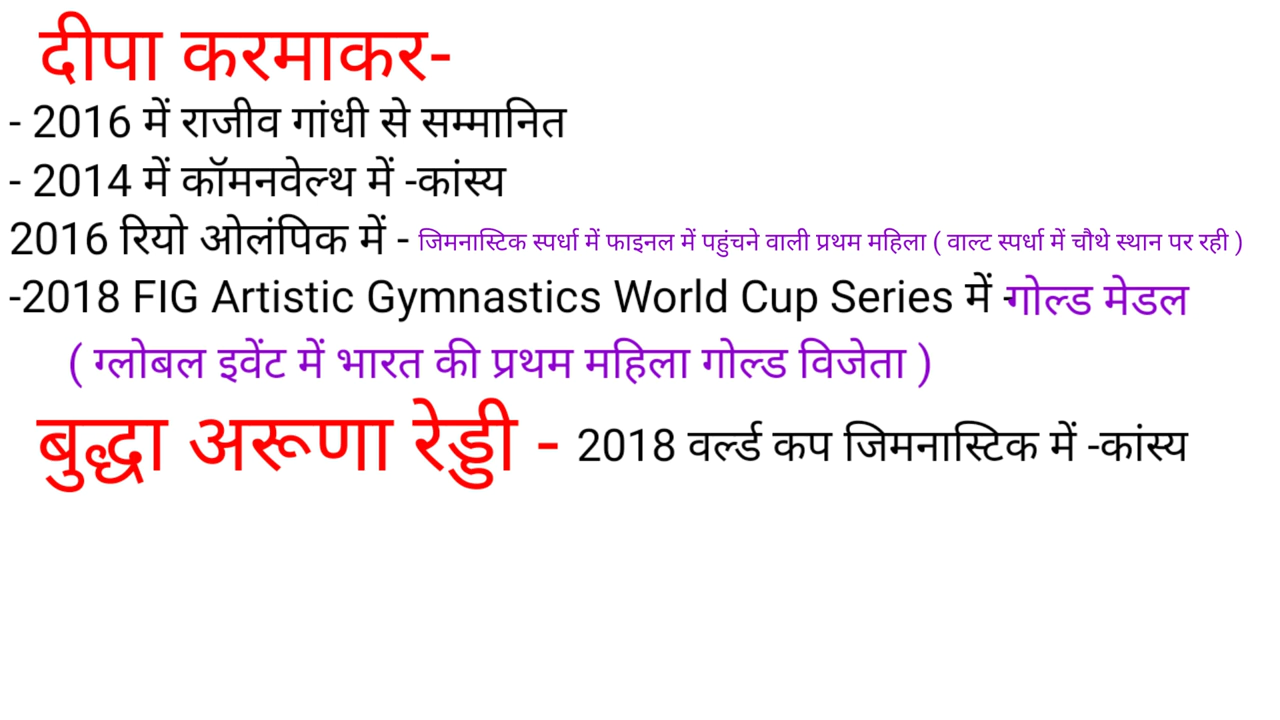 दीपा करमाकर-
- 2016 में राजीव गांधी से सम्मानित
- 2014 में कॉमनवेल्थ में -कांस्य
2016 रियो ओलंपिक में - जिमनास्टिक स्पर्धा में फाइनल में पहुंचने वाली प्रथम महिला ( वाल्ट स्पर्धा में चौथे स्थान पर रही )
-2018 FIG Artistic Gymnastics World Cup Series में -गोल्ड मेडल
( ग्लोबल इवेंट में भारत की प्रथम महिला गोल्ड विजेता )
बुद्धा अरूणा रेड्डी - 2018 वर्ल्ड कप जिमनास्टिक में -कांस्य